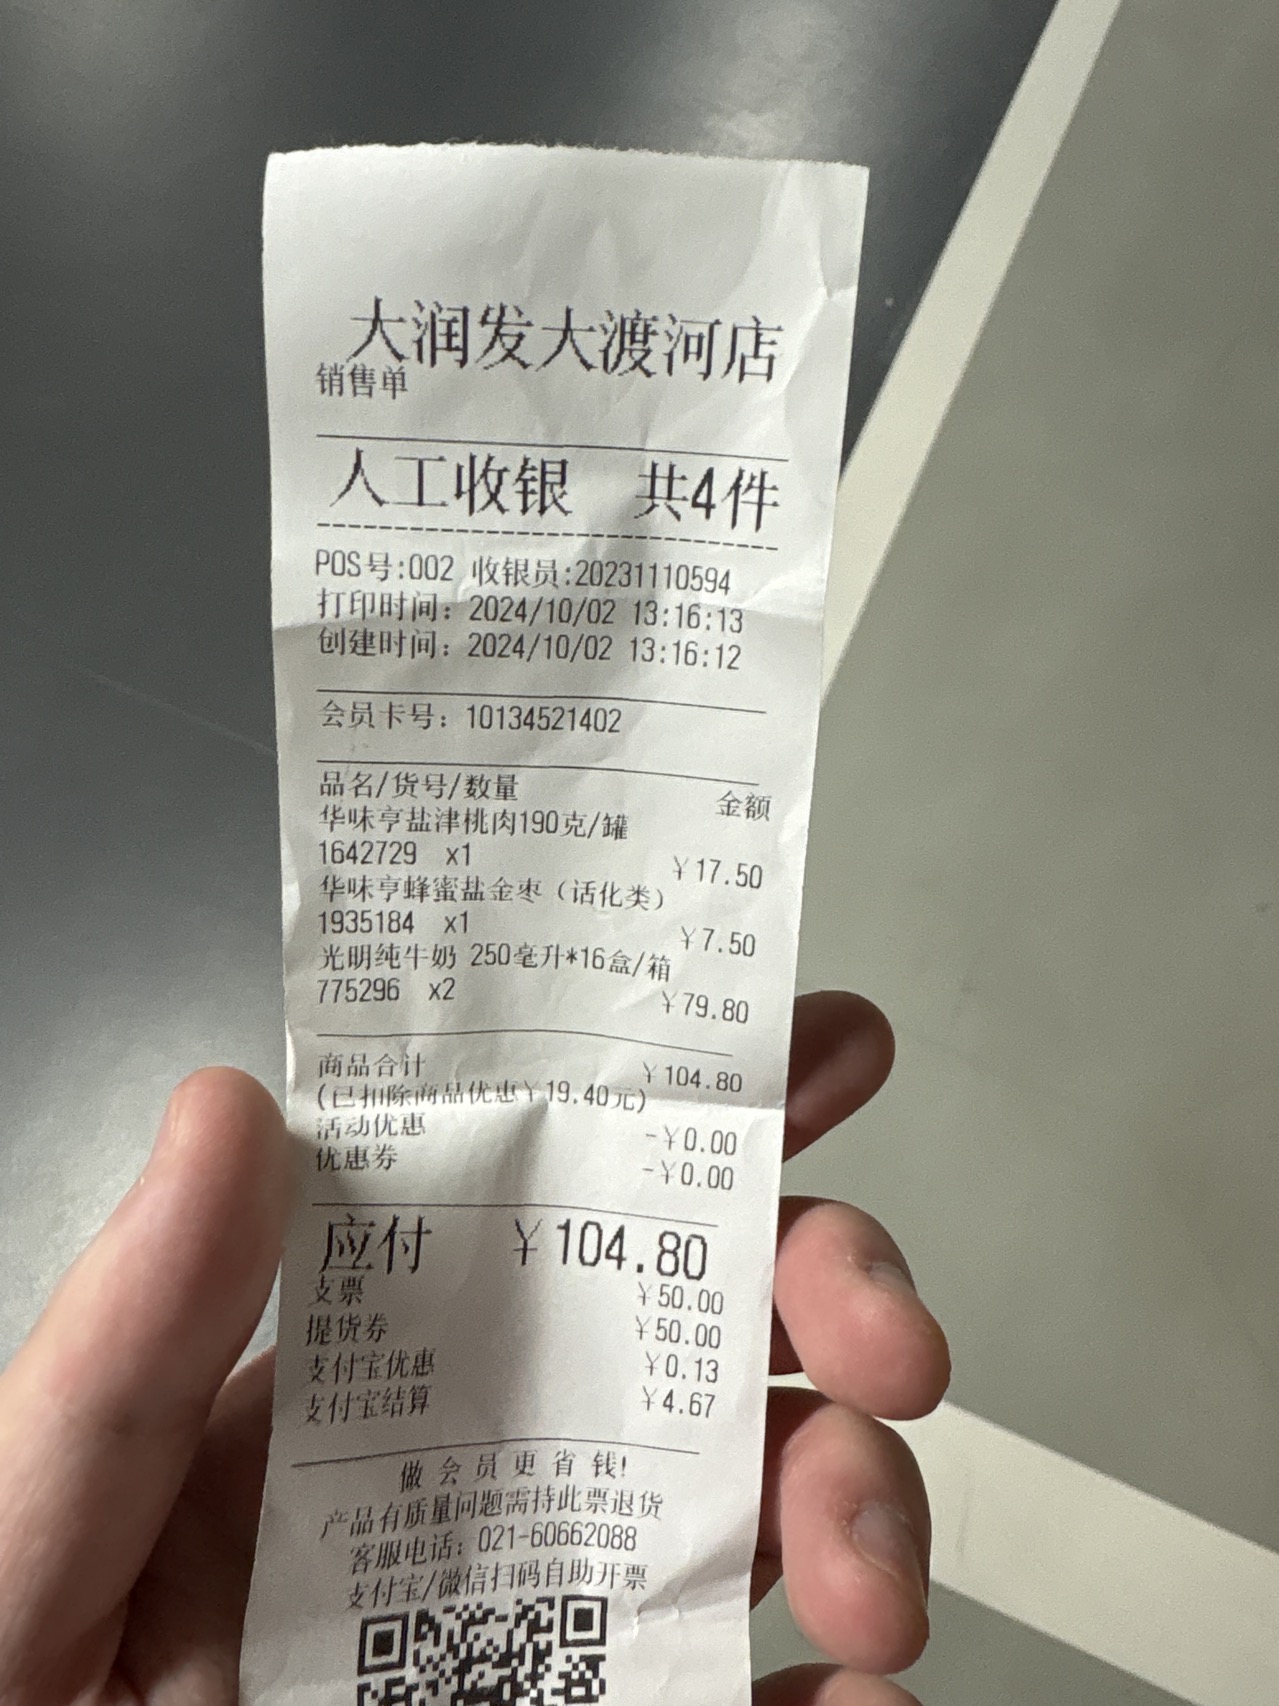 大润发大渡河店
销售单
人工收银 共4件
POS号:002 收银员:20231110594
打印时间：2024/10/02 13:16:13
创建时间：2024/10/02 13:16:12
会员卡号：10134521402
品名/货号/数量 金额
华味亨盐津桃肉190克/罐
1642729 x1 ￥17.50
华味亨蜂蜜盐金枣（话化类）
1935184 x1 ￥7.50
光明纯牛奶 250毫升*16盒/箱
775296 x2 ￥79.80
商品合计 ￥104.80
(已扣除商品优惠￥19.40元)
活动优惠 -￥0.00
优惠券 -￥0.00
应付 ￥104.80
支票 ￥50.00
提货券 ￥50.00
支付宝优惠 ￥0.13
支付宝结算 ￥4.67
做会员更省钱!
产品有质量问题需持此票退货
客服电话：021-60662088
支付宝/微信扫码自助开票